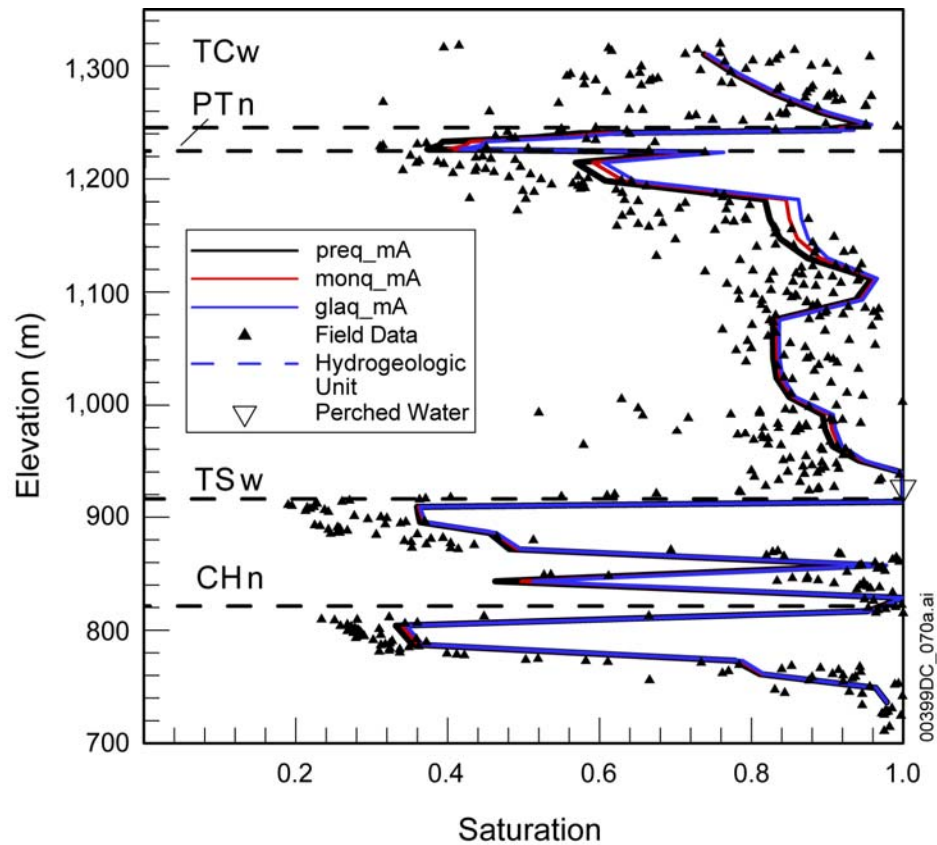 TCw
1,300
PTn
1,200
preq_mA
monq_mA
glaq_mA
Field Data
Hydrogeologic
Unit
Perched Water
1,100
Elevation (m)
1,000
TSw
900
CHn
800
700
0.2 0.4 0.6 0.8 1.0
Saturation
00399DC_070a.ai